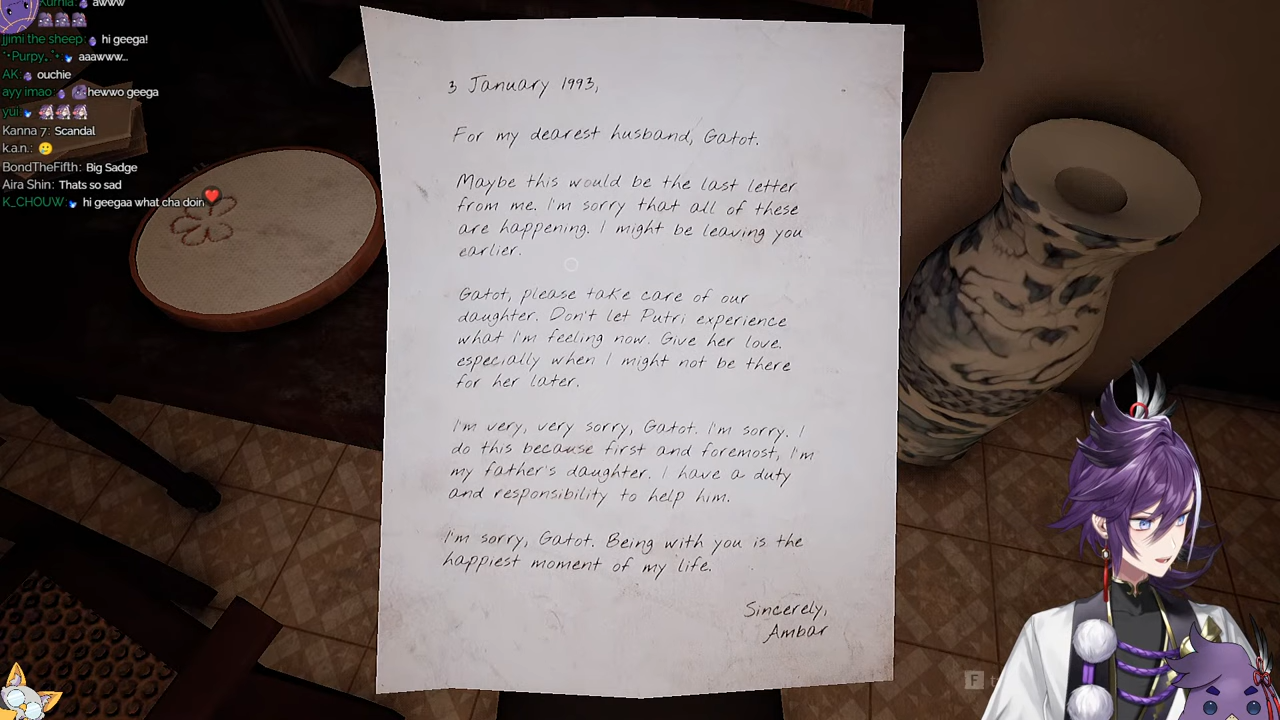 Kurnia: awww
jjimi the sheep: hi geega!
Purpy. aaawww...
AK: ouchie
ayy imao: hewwo geega
yui:
Kanna 7: Scandal
k.a.n.:
BondTheFifth: Big Sadge
Aira Shin: Thats so sad
K_CHOUW: hi geegaa what cha doin
3 January 1993,
For my dearest husband, Gatot.
Maybe this would be the last letter
from me. I'm sorry that all of these
are happening. I might be leaving you
earlier.
Gatot, please take care of our
daughter. Don't let Putri experience
what I'm feeling now. Give her love,
especially when I might not be there
for her later.
I'm very, very sorry, Gatot. I'm sorry. I
do this because first and foremost, I'm
my father's daughter. I have a duty
and responsibility to help him.
I'm sorry, Gatot. Being with you is the
happiest moment of my life.
Sincerely,
Ambar
F